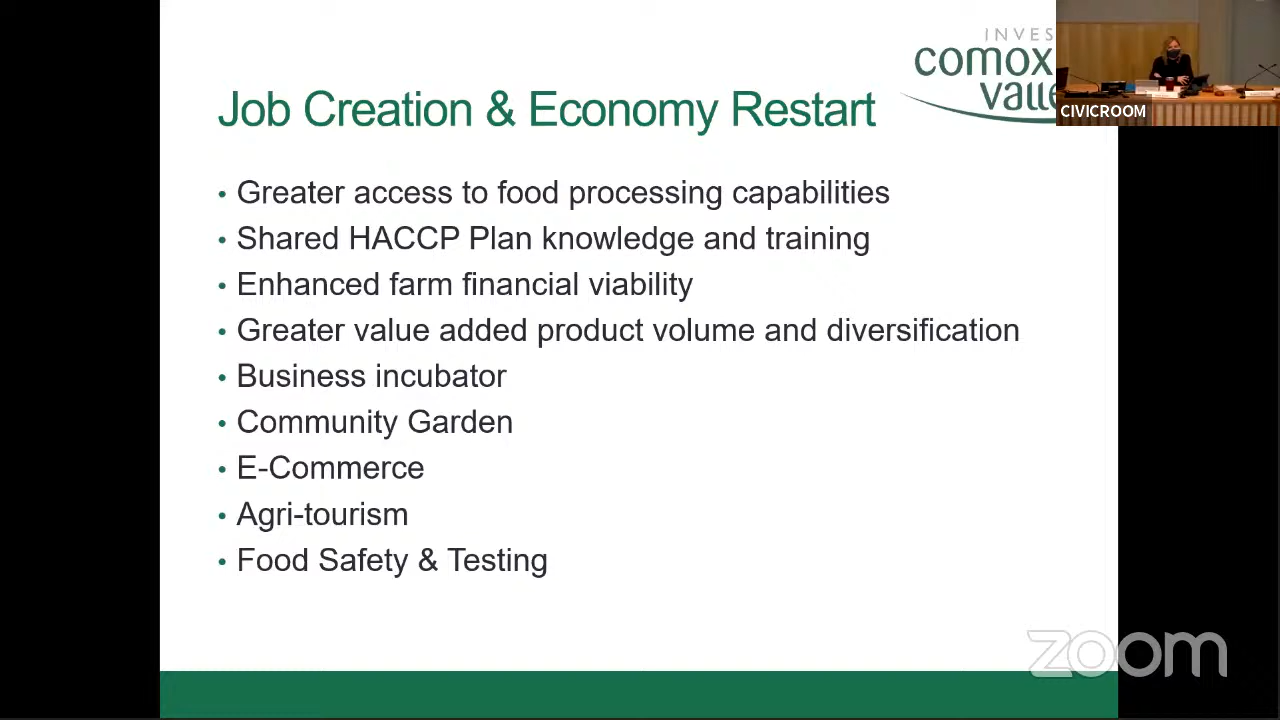 INVES
comox
valle
CIVICROOM
Job Creation & Economy Restart
• Greater access to food processing capabilities
• Shared HACCP Plan knowledge and training
• Enhanced farm financial viability
• Greater value added product volume and diversification
• Business incubator
• Community Garden
• E-Commerce
• Agri-tourism
• Food Safety & Testing
zoom